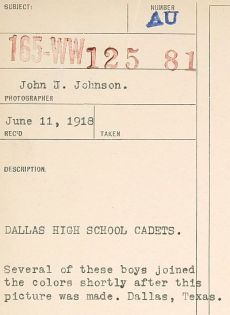 SUBJECT:
NUMBER
AU
165-WW 125 81
John J. Johnson.
PHOTOGRAPHER
June 11, 1918
REC'D TAKEN
DESCRIPTION
DALLAS HIGH SCHOOL CADETS.
Several of these boys joined
the colors shortly after this
picture was made. Dallas, Texas.